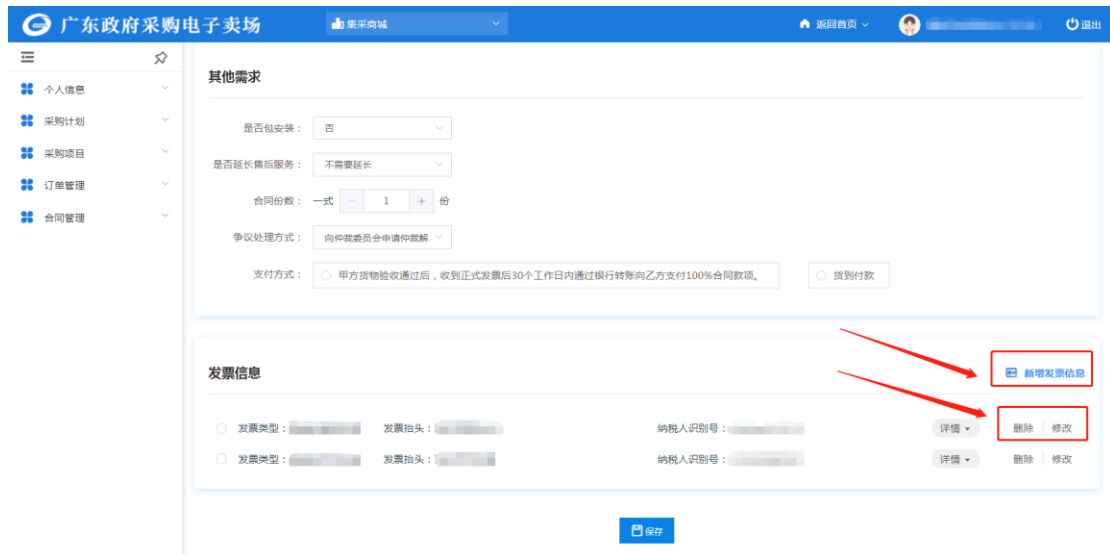 广东政府采购电子卖场
集采商城
返回首页
退出
个人信息
采购计划
采购项目
订单管理
合同管理
其他需求
是否包安装： 否
是否延长售后服务： 不需要延长
合同份数： 一式 - 1 + 份
争议处理方式： 向仲裁委员会申请仲裁解
支付方式： 甲方货物验收通过后，收到正式发票后30个工作日内通过银行转账向乙方支付100%合同款项。 货到付款
发票信息 新增发票信息
发票类型： 发票抬头： 纳税人识别号： 详情 删除 修改
发票类型： 发票抬头： 纳税人识别号： 详情 删除 修改
保存